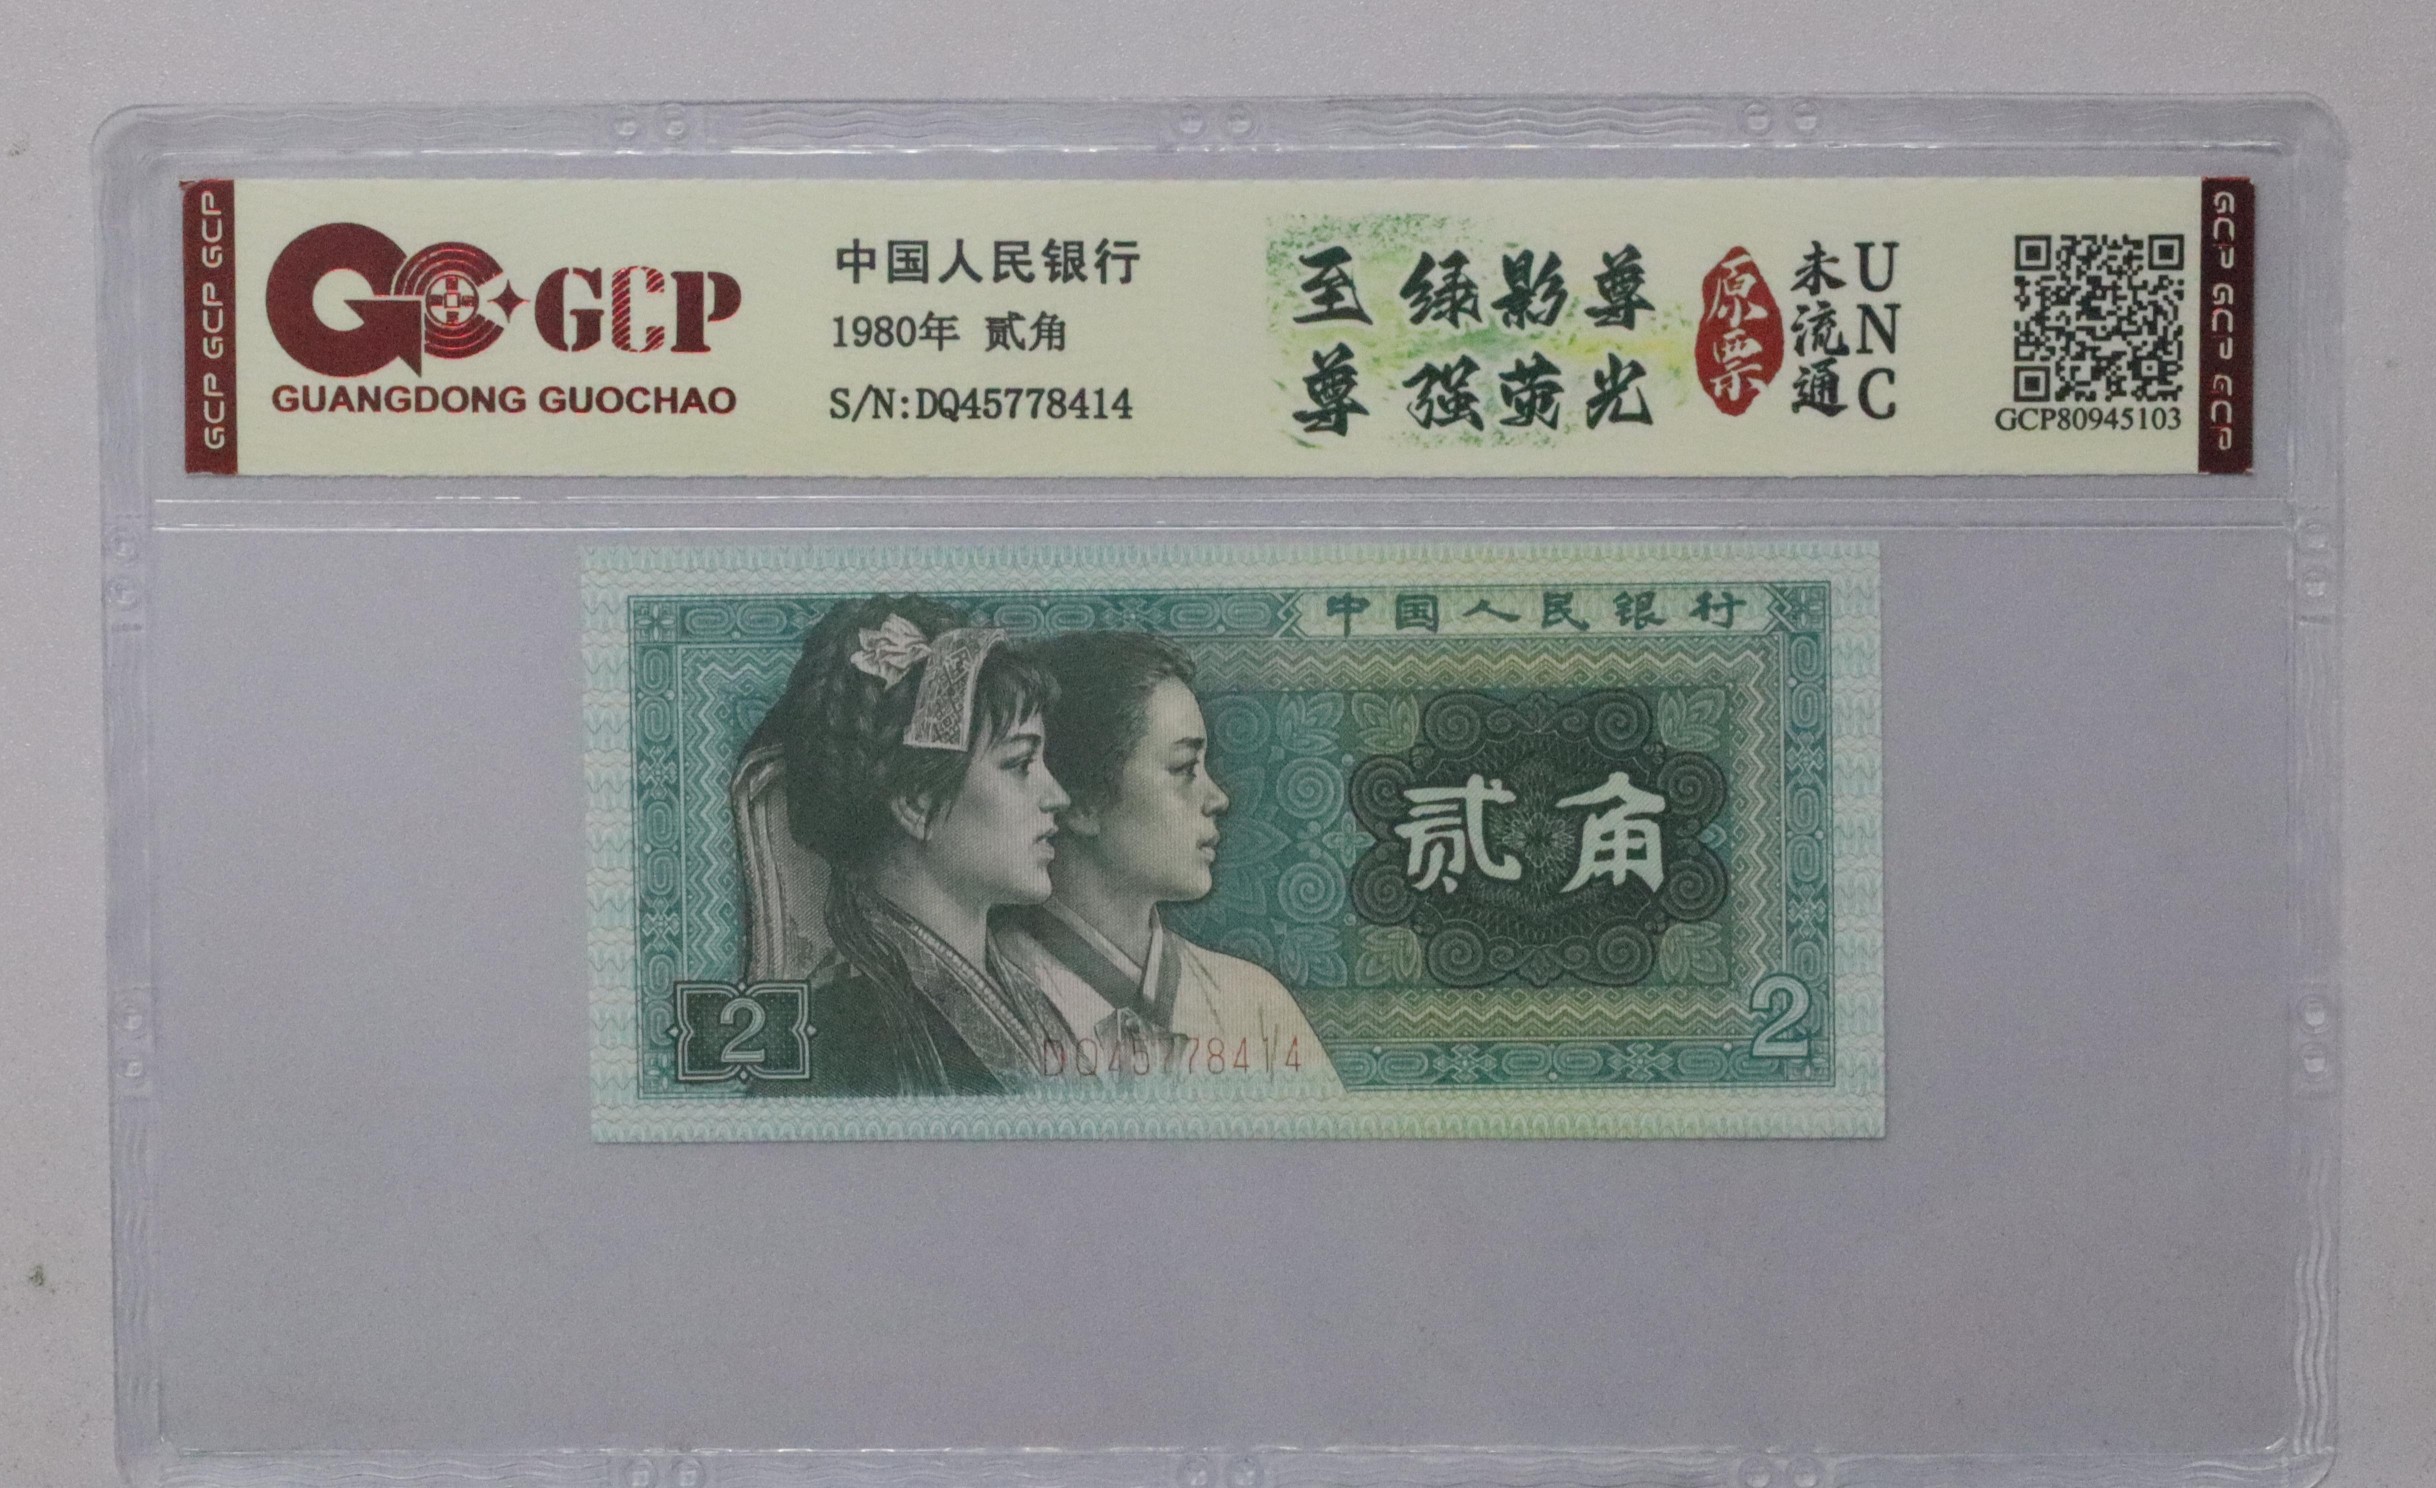 GCP GCP GCP
GCP
GUANGDONG GUOCHAO
中国人民银行
1980年 贰角
S/N:DQ45778414
至尊
绿影尊
强荧光
原票
未流通
UNC
GCP80945103
GCP GCP GCP
中国人民银行
贰角
2
2
DQ45778414